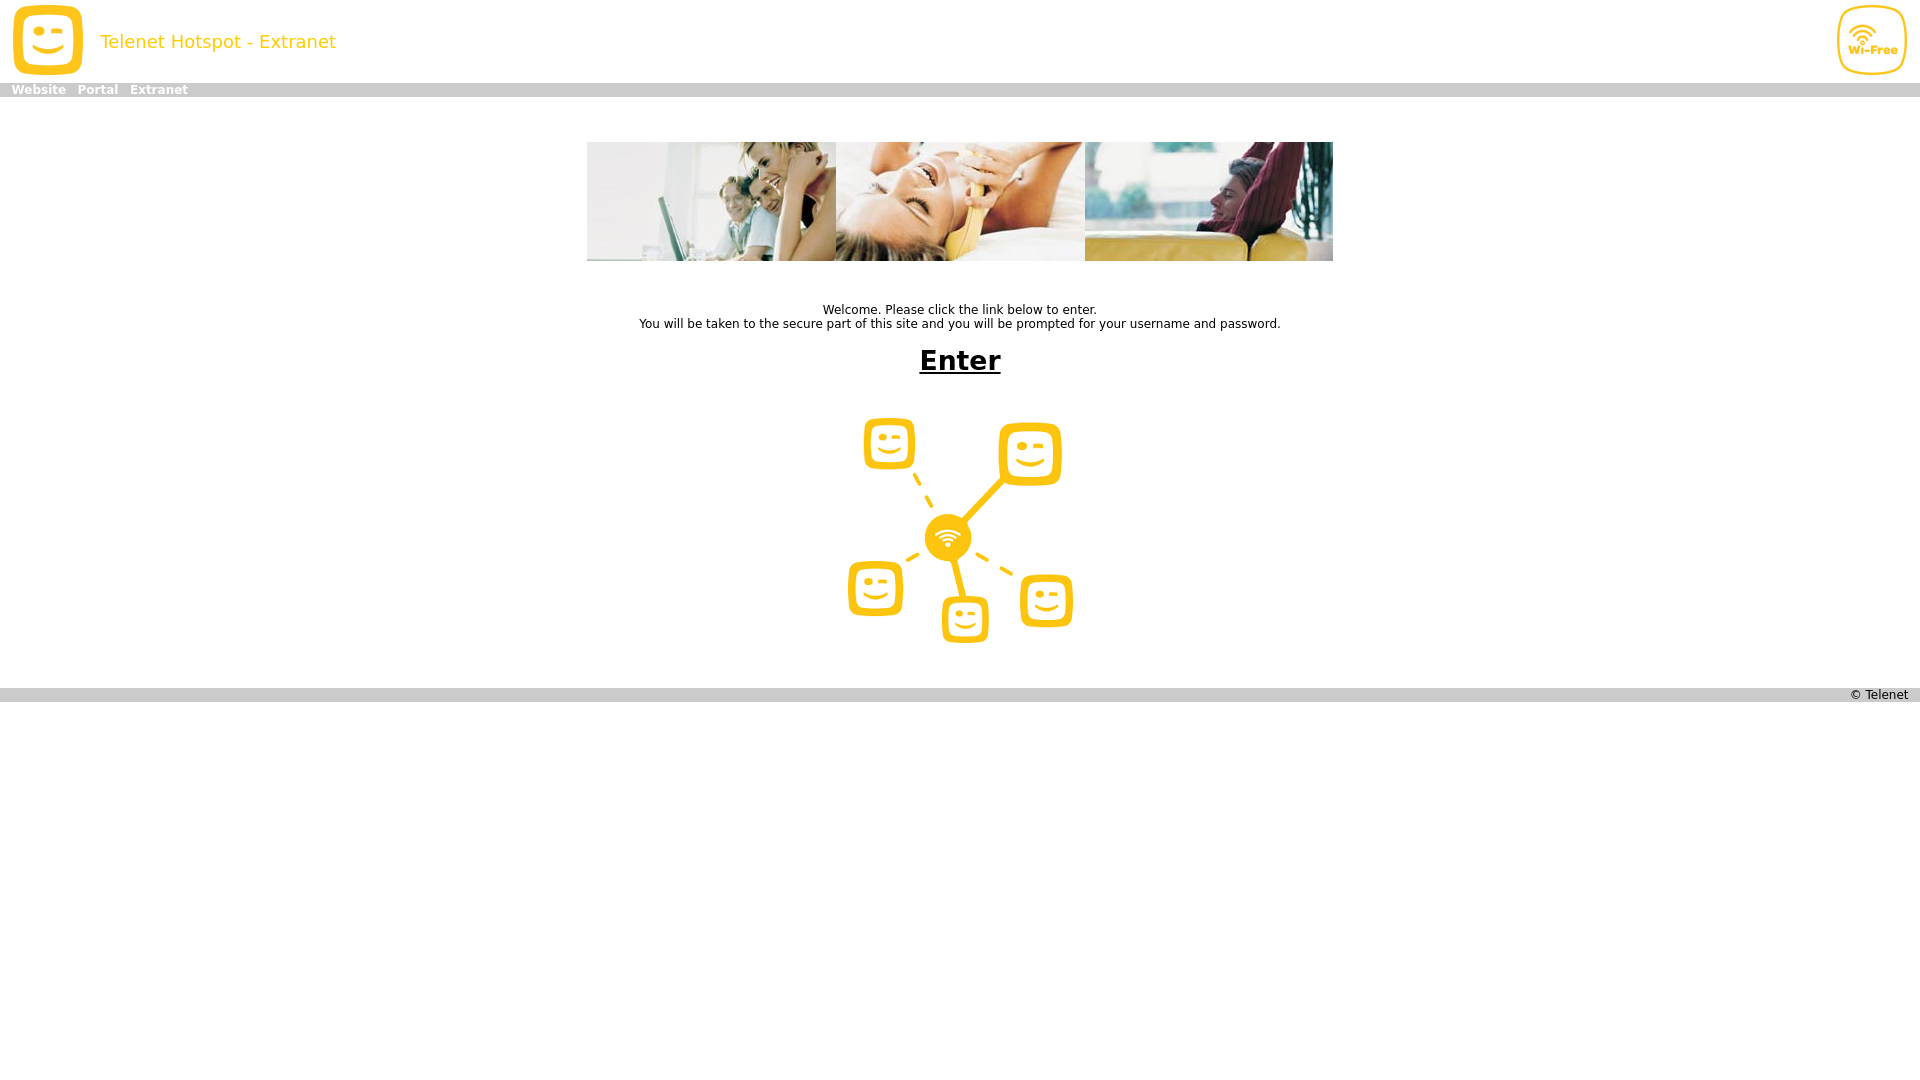 Telenet Hotspot - Extranet
Wi-Free
Website Portal Extranet
Welcome. Please click the link below to enter.
You will be taken to the secure part of this site and you will be prompted for your username and password.
Enter
© Telenet